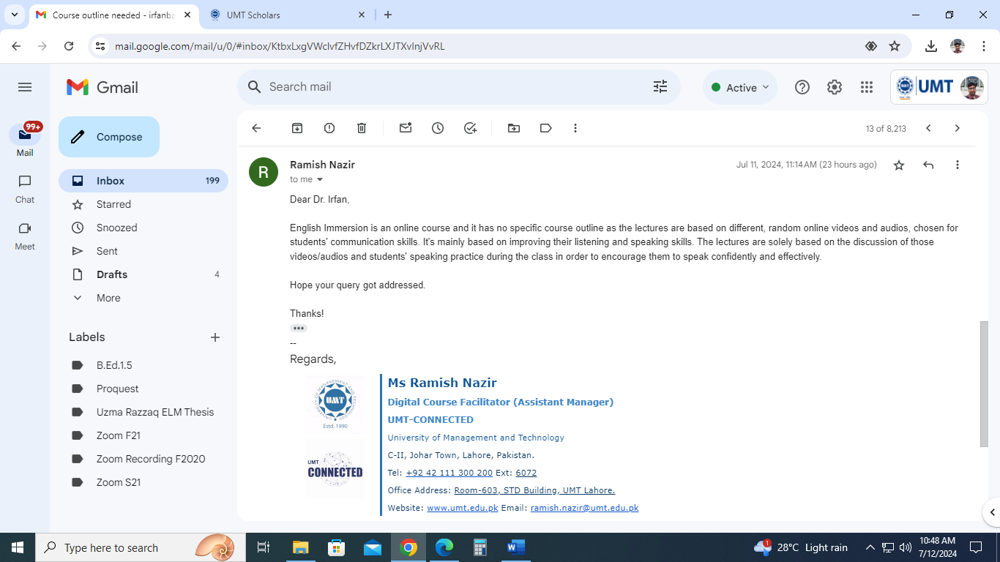 Course outline needed - irfanba
UMT Scholars
mail.google.com/mail/u/0/#inbox/KtbxLxgVWclvfZHvfDZkrLXJTXvlnjVvRL
Gmail
Search mail
Active
UMT
99+
Mail
Chat
Meet
Compose
Inbox 199
Starred
Snoozed
Sent
Drafts 4
More
Labels
B.Ed.1.5
Proquest
Uzma Razzaq ELM Thesis
Zoom F21
Zoom Recording F2020
Zoom S21
13 of 8,213
R
Ramish Nazir
Jul 11, 2024, 11:14 AM (23 hours ago)
to me
Dear Dr. Irfan,
English Immersion is an online course and it has no specific course outline as the lectures are based on different, random online videos and audios, chosen for
students' communication skills. It's mainly based on improving their listening and speaking skills. The lectures are solely based on the discussion of those
videos/audios and students' speaking practice during the class in order to encourage them to speak confidently and effectively.
Hope your query got addressed.
Thanks!
--
Regards,
UNIVERSITY OF MANAGEMENT AND TECHNOLOGY
UMT
Estd. 1990
UMT
CONNECTED
Ms Ramish Nazir
Digital Course Facilitator (Assistant Manager)
UMT-CONNECTED
University of Management and Technology
C-II, Johar Town, Lahore, Pakistan.
Tel: +92 42 111 300 200 Ext: 6072
Office Address: Room-603, STD Building, UMT Lahore.
Website: www.umt.edu.pk Email: ramish.nazir@umt.edu.pk
Type here to search
1
28°C Light rain
10:48 AM
7/12/2024